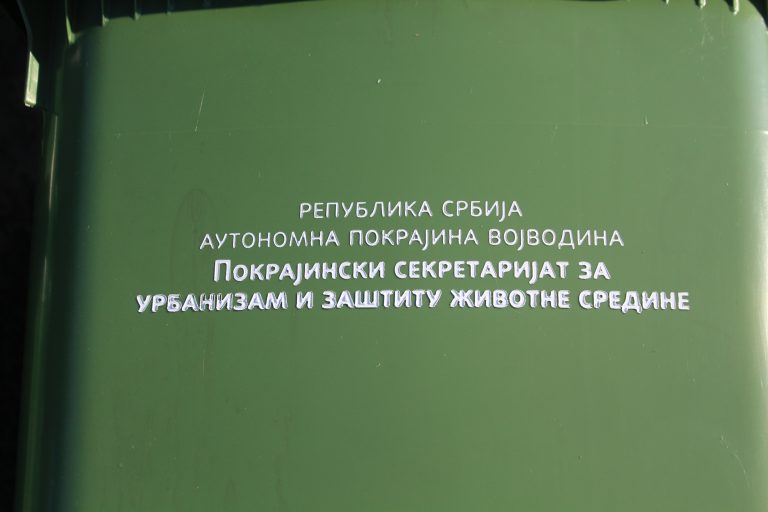 РЕПУБЛИКА СРБИЈА
АУТОНОМНА ПОКРАЈИНА ВОЈВОДИНА
ПОКРАЈИНСКИ СЕКРЕТАРИЈАТ ЗА
УРБАНИЗАМ И ЗАШТИТУ ЖИВОТНЕ СРЕДИНЕ